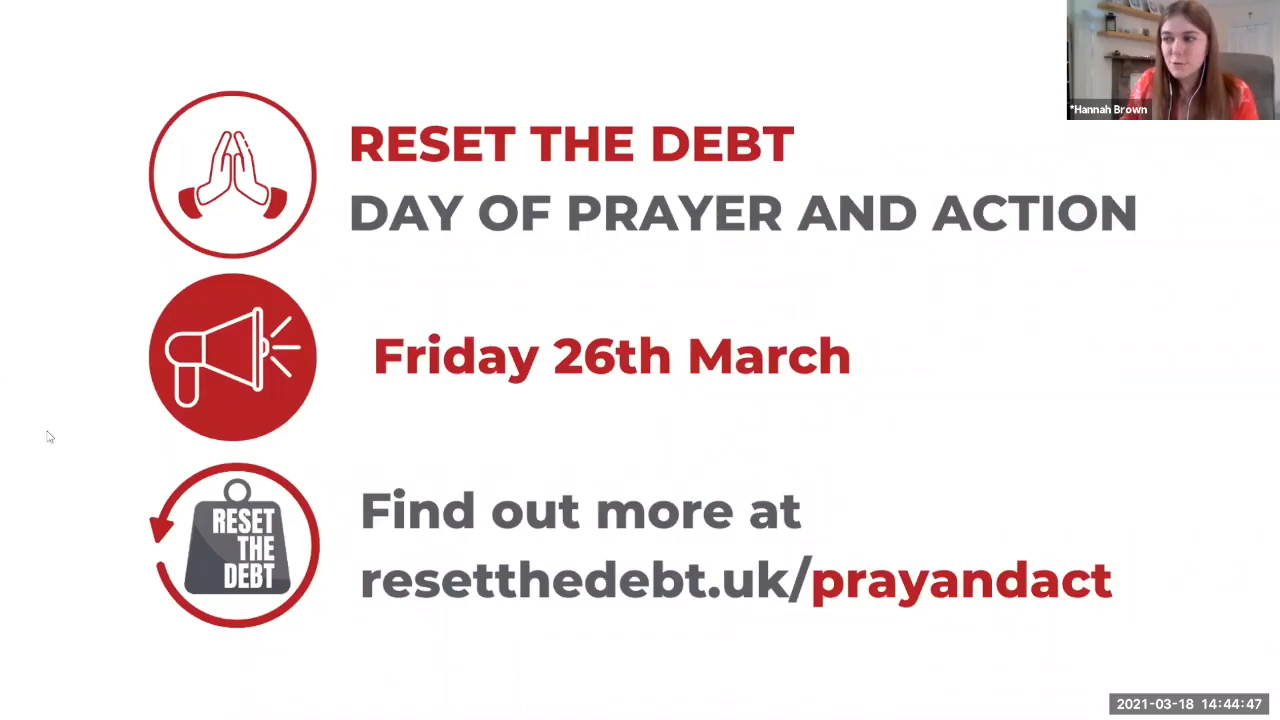 *Hannah Brown
RESET THE DEBT
DAY OF PRAYER AND ACTION
Friday 26th March
RESET
THE
DEBT
Find out more at
resetthedebt.uk/prayandact
2021-03-18 14:44:47